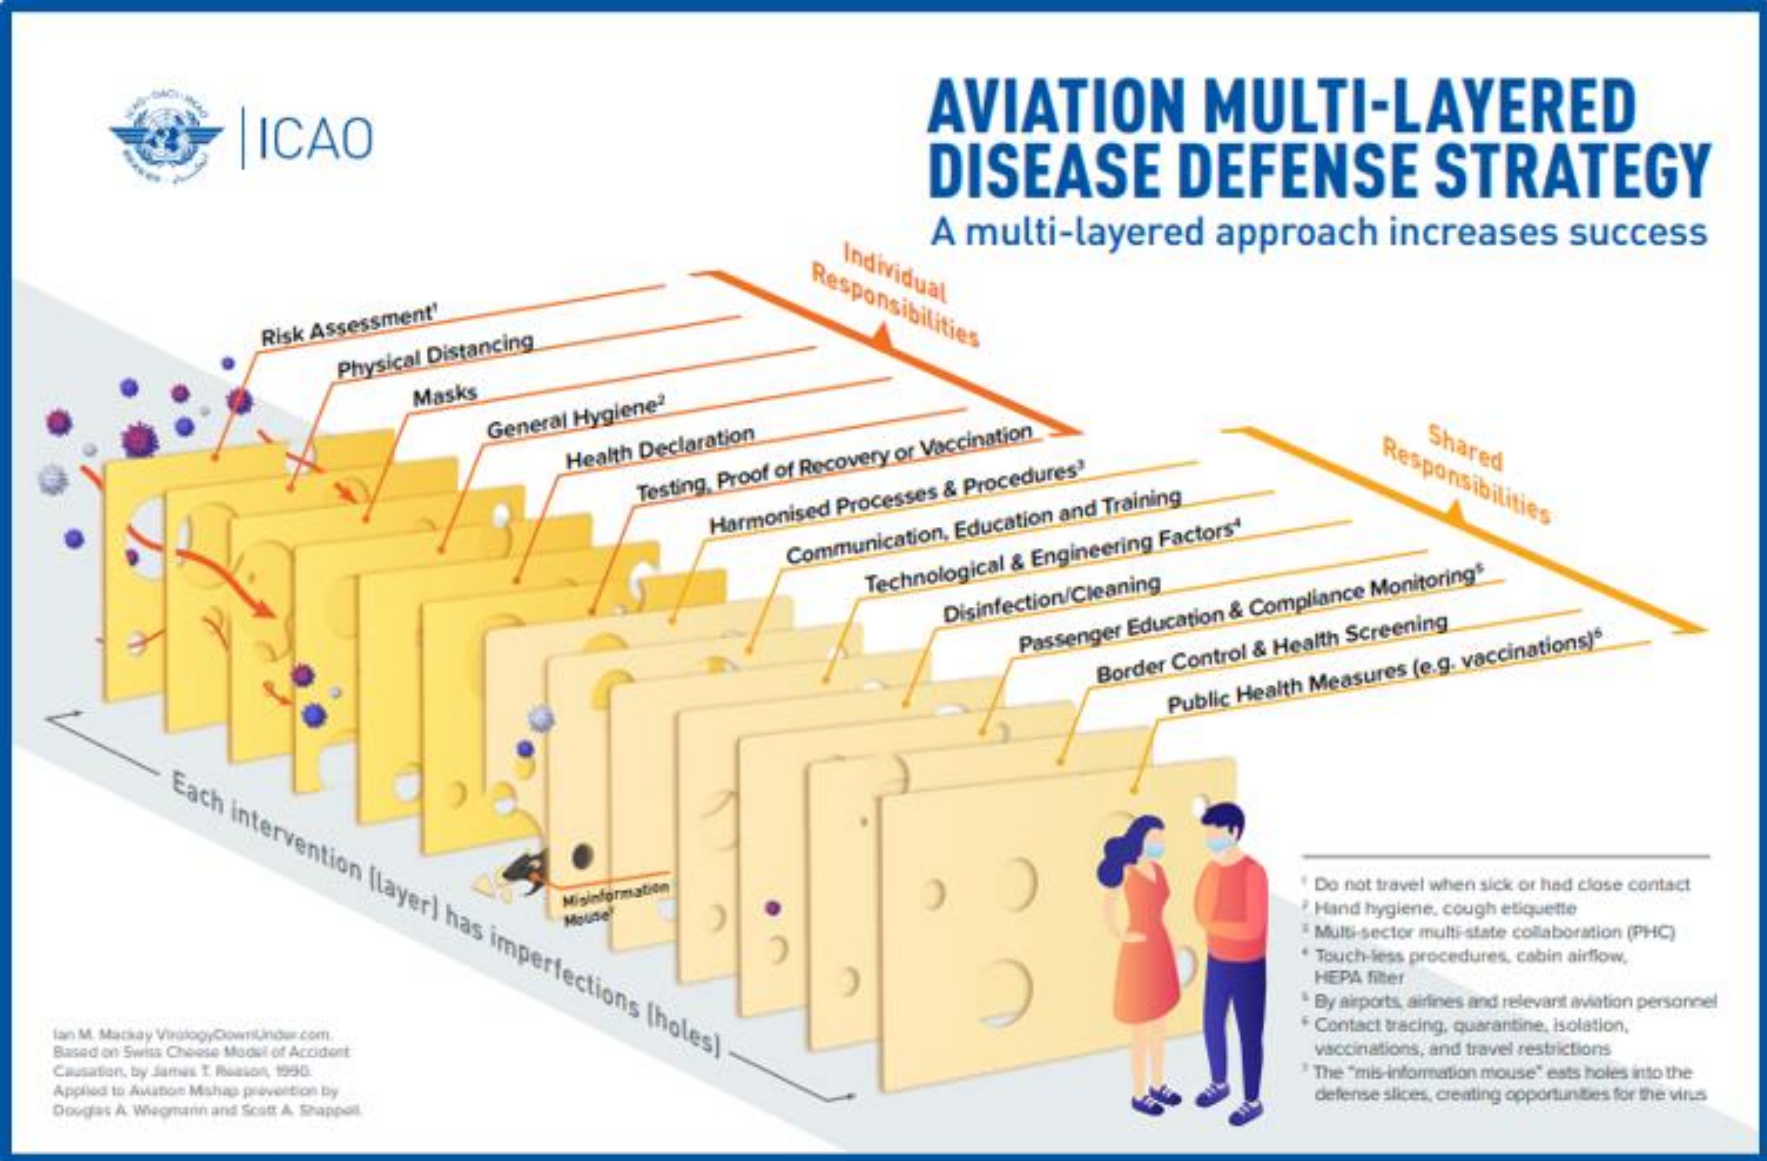 ICAO
AVIATION MULTI-LAYERED
DISEASE DEFENSE STRATEGY
A multi-layered approach increases success
Individual
Responsibilities
Risk Assessment¹
Physical Distancing
Masks
General Hygiene²
Health Declaration
Testing, Proof of Recovery or Vaccination
Shared
Responsibilities
Harmonised Processes & Procedures³
Communication, Education and Training
Technological & Engineering Factors⁴
Disinfection/Cleaning
Passenger Education & Compliance Monitoring⁵
Border Control & Health Screening
Public Health Measures (e.g. vaccinations)⁶
Each intervention (layer) has imperfections (holes)
Misinformation
Mouse⁷
¹ Do not travel when sick or had close contact
² Hand hygiene, cough etiquette
³ Multi-sector multi-state collaboration (PHC)
⁴ Touch-less procedures, cabin airflow,
HEPA filter
⁵ By airports, airlines and relevant aviation personnel
⁶ Contact tracing, quarantine, isolation,
vaccinations, and travel restrictions
⁷ The "mis-information mouse" eats holes into the
defense slices, creating opportunities for the virus
Ian M. Mackay VirologyDownUnder.com.
Based on Swiss Cheese Model of Accident
Causation, by James T. Reason, 1990.
Applied to Aviation Mishap prevention by
Douglas A. Wiegmann and Scott A. Shappell.